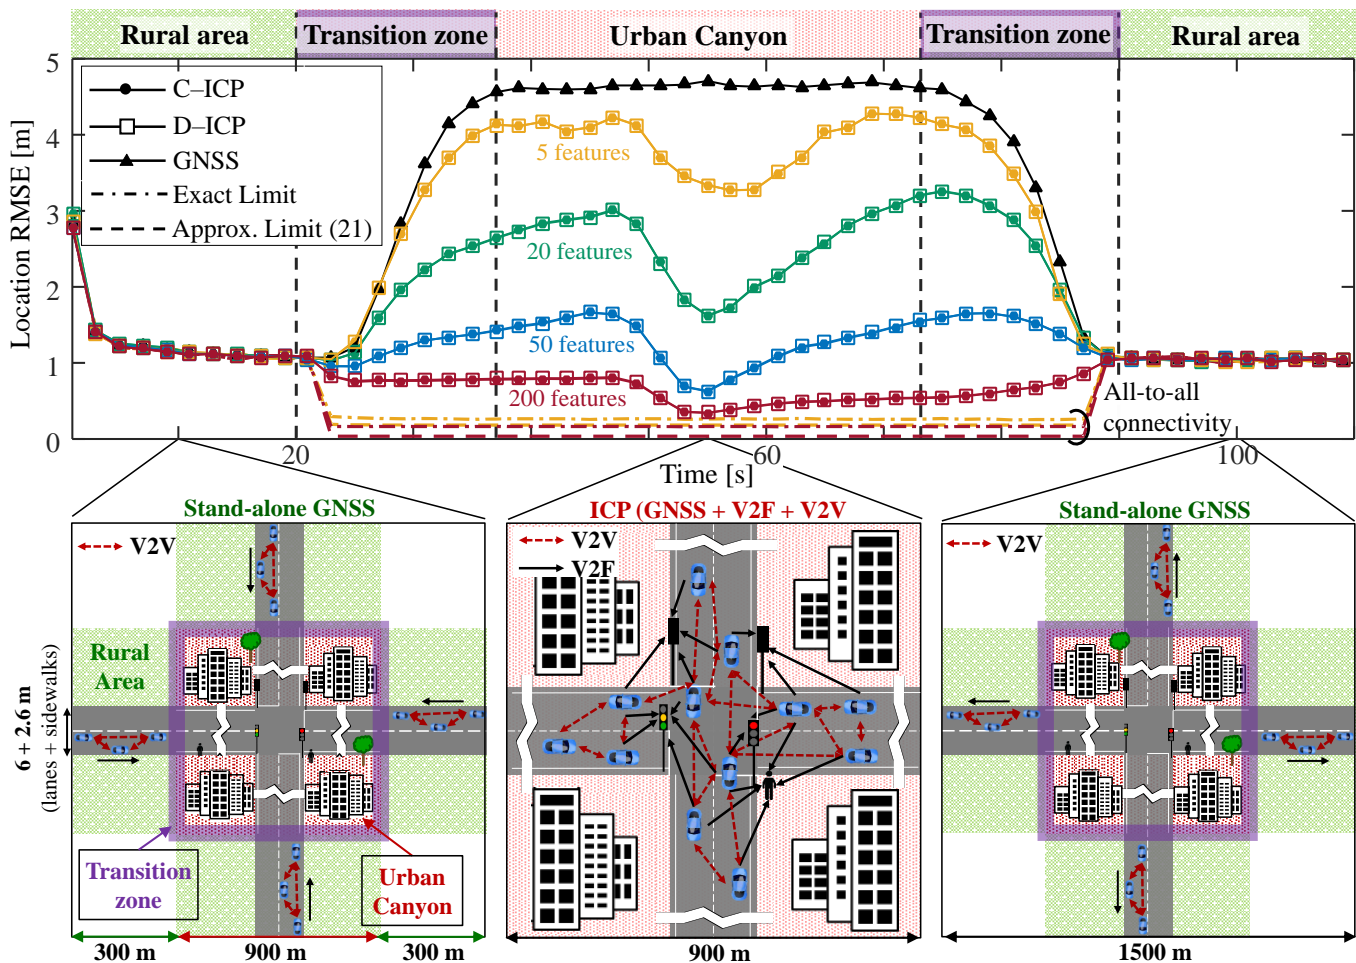 Rural area
Transition zone
Urban Canyon
Transition zone
Rural area
5
4
3
2
1
0
Location RMSE [m]
C–ICP
D–ICP
GNSS
Exact Limit
Approx. Limit (21)
5 features
20 features
50 features
200 features
All-to-all
connectivity
20
60
100
Time [s]
Stand-alone GNSS
ICP (GNSS + V2F + V2V
Stand-alone GNSS
V2V
V2V
V2F
V2V
Rural
Area
6 + 2.6 m
(lanes + sidewalks)
Transition
zone
Urban
Canyon
300 m
900 m
300 m
900 m
1500 m